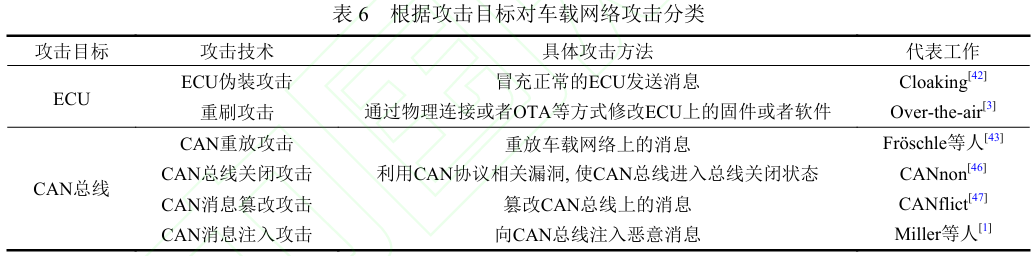 表 6 根据攻击目标对车载网络攻击分类
攻击目标 攻击技术 具体攻击方法 代表工作
ECU ECU伪装攻击 冒充正常的ECU发送消息 Cloaking[42]
重刷攻击 通过物理连接或者OTA等方式修改ECU上的固件或者软件 Over-the-air[3]
CAN总线 CAN重放攻击 重放车载网络上的消息 Fröschle等人[43]
CAN总线关闭攻击 利用CAN协议相关漏洞, 使CAN总线进入总线关闭状态 CANnon[46]
CAN消息篡改攻击 篡改CAN总线上的消息 CANflict[47]
CAN消息注入攻击 向CAN总线注入恶意消息 Miller等人[1]